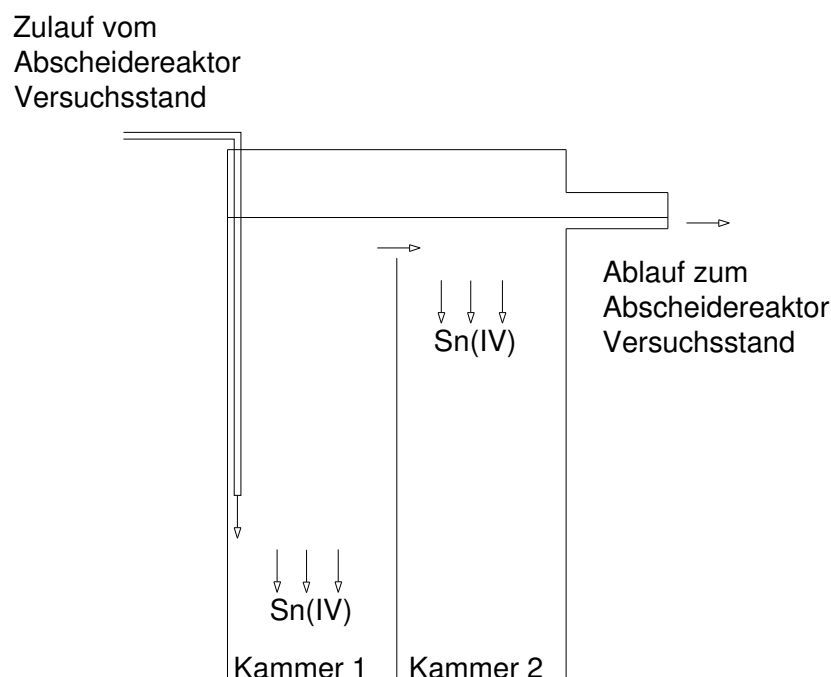 Zulauf vom
Abscheidereaktor
Versuchsstand
Ablauf zum
Abscheidereaktor
Versuchsstand
Sn(IV)
Sn(IV)
Kammer 1
Kammer 2